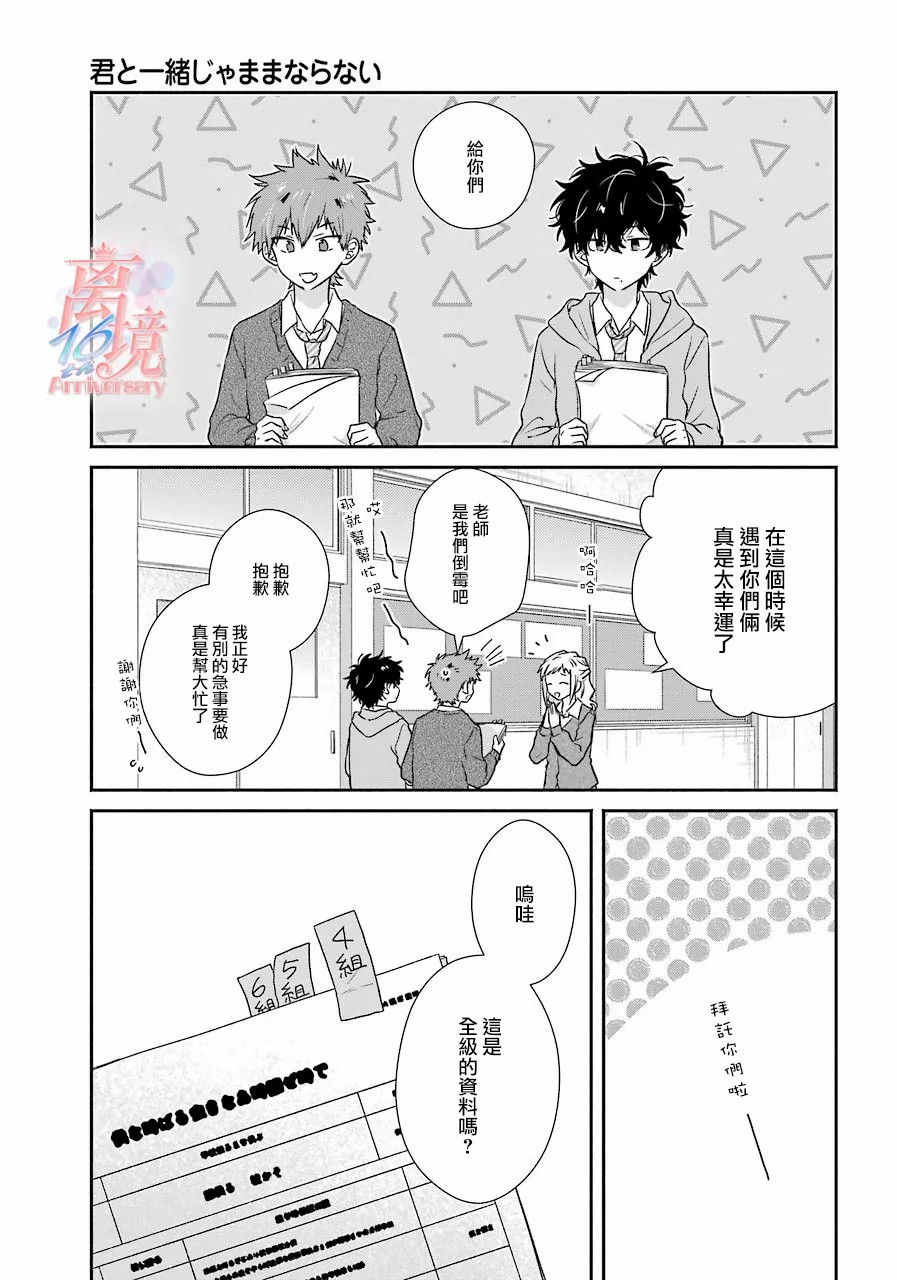 君と一緒じゃままならない
給你們
离境
16th
Anniversary
在這個時候
遇到你們倆
真是太幸運了
啊哈哈
老師
是我們倒霉吧
哎
那就幫幫忙吧
抱歉
抱歉
我正好
有別的急事要做
真是幫大忙了
謝謝你們
拜託你們啦
嗚哇
這是
全級的資料嗎？
4組
5組
6組